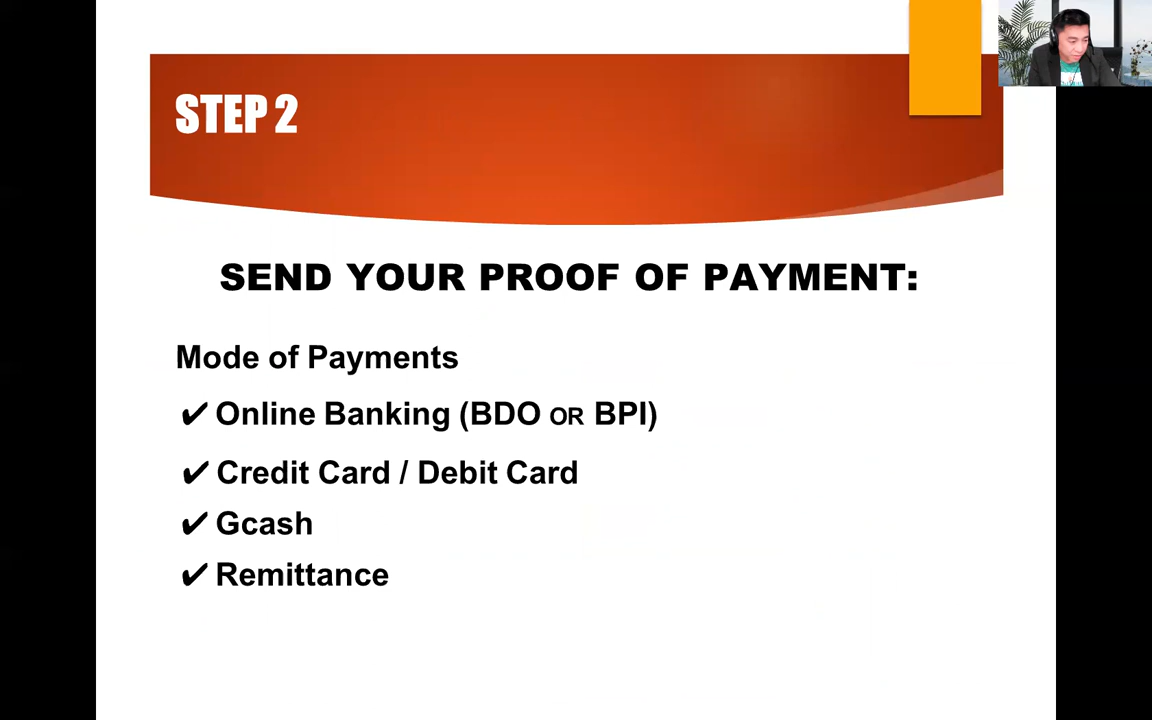 STEP 2
SEND YOUR PROOF OF PAYMENT:
Mode of Payments
✔ Online Banking (BDO OR BPI)
✔ Credit Card / Debit Card
✔ Gcash
✔ Remittance